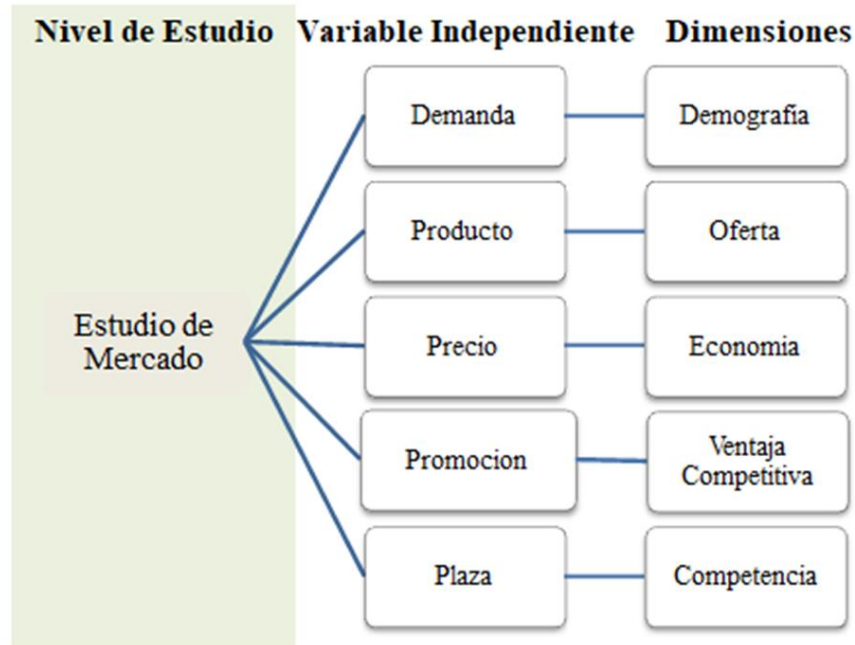 Nivel de Estudio Variable Independiente Dimensiones
Demanda Demografía
Producto Oferta
Estudio de
Mercado
Precio Economia
Promocion Ventaja
Competitiva
Plaza Competencia